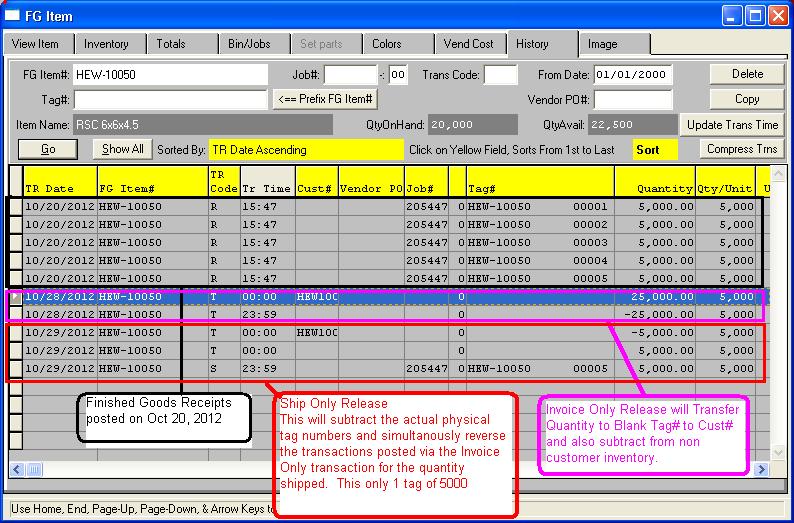 FG Item
View Item Inventory Totals Bin/Jobs Set parts Colors Vend Cost History Image
FG Item#: HEW-10050 Job#: -: 00 Trans Code: From Date: 01/01/2000 Delete
Tag#: <== Prefix FG Item# Vendor PO#: Copy
Item Name: RSC 6x6x4.5 QtyOnHand: 20,000 QtyAvail: 22,500 Update Trans Time
Go Show All Sorted By: TR Date Ascending Click on Yellow Field, Sorts From 1st to Last Sort Compress Trns
TR
TR Date FG Item# Code Tr Time Cust# Vendor PO Job# Tag# Quantity Qty/Unit U
10/20/2012 HEW-10050 R 15:47 205447 0 HEW-10050 00001 5,000.00 5,000
10/20/2012 HEW-10050 R 15:47 205447 0 HEW-10050 00002 5,000.00 5,000
10/20/2012 HEW-10050 R 15:47 205447 0 HEW-10050 00003 5,000.00 5,000
10/20/2012 HEW-10050 R 15:47 205447 0 HEW-10050 00004 5,000.00 5,000
10/20/2012 HEW-10050 R 15:47 205447 0 HEW-10050 00005 5,000.00 5,000
10/28/2012 HEW-10050 T 00:00 HEW100 0 25,000.00 5,000
10/28/2012 HEW-10050 T 23:59 0 -25,000.00 5,000
10/29/2012 HEW-10050 T 00:00 HEW100 0 -5,000.00 5,000
10/29/2012 HEW-10050 T 00:00 0 5,000.00 5,000
10/29/2012 HEW-10050 S 23:59 205447 0 HEW-10050 00005 5,000.00 5,000
Finished Goods Receipts
posted on Oct 20, 2012
Ship Only Release
This will subtract the actual physical
tag numbers and simultanously reverse
the transactions posted via the Invoice
Only transaction for the quantity
shipped. This only 1 tag of 5000
Invoice Only Release will Transfer
Quantity to Blank Tag# to Cust#
and also subtract from non
customer inventory.
Use Home, End, Page-Up, Page-Down, & Arrow Keys to